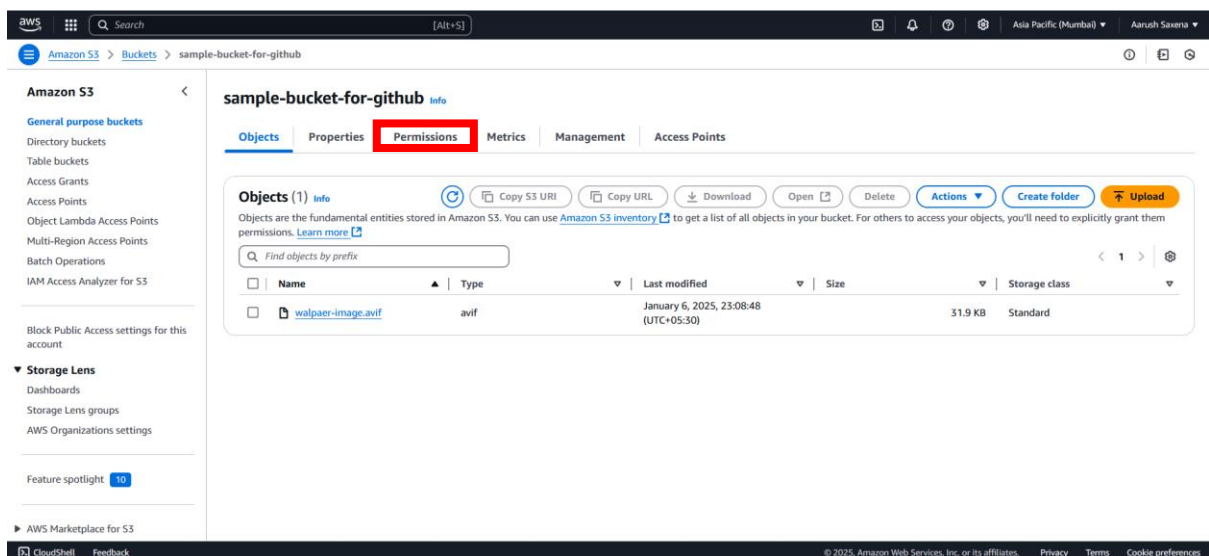 aws Search [Alt+S] Asia Pacific (Mumbai) Aarush Saxena
Amazon S3 > Buckets > sample-bucket-for-github
Amazon S3
General purpose buckets
Directory buckets
Table buckets
Access Grants
Access Points
Object Lambda Access Points
Multi-Region Access Points
Batch Operations
IAM Access Analyzer for S3
Block Public Access settings for this
account
Storage Lens
Dashboards
Storage Lens groups
AWS Organizations settings
Feature spotlight 10
AWS Marketplace for S3
sample-bucket-for-github Info
Objects Properties Permissions Metrics Management Access Points
Objects (1) Info Copy S3 URI Copy URL Download Open Delete Actions Create folder Upload
Objects are the fundamental entities stored in Amazon S3. You can use Amazon S3 inventory to get a list of all objects in your bucket. For others to access your objects, you'll need to explicitly grant them
permissions. Learn more
Find objects by prefix 1
Name Type Last modified Size Storage class
walpaer-image.avif avif January 6, 2025, 23:08:48 31.9 KB Standard
(UTC+05:30)
CloudShell Feedback © 2025, Amazon Web Services, Inc. or its affiliates. Privacy Terms Cookie preferences